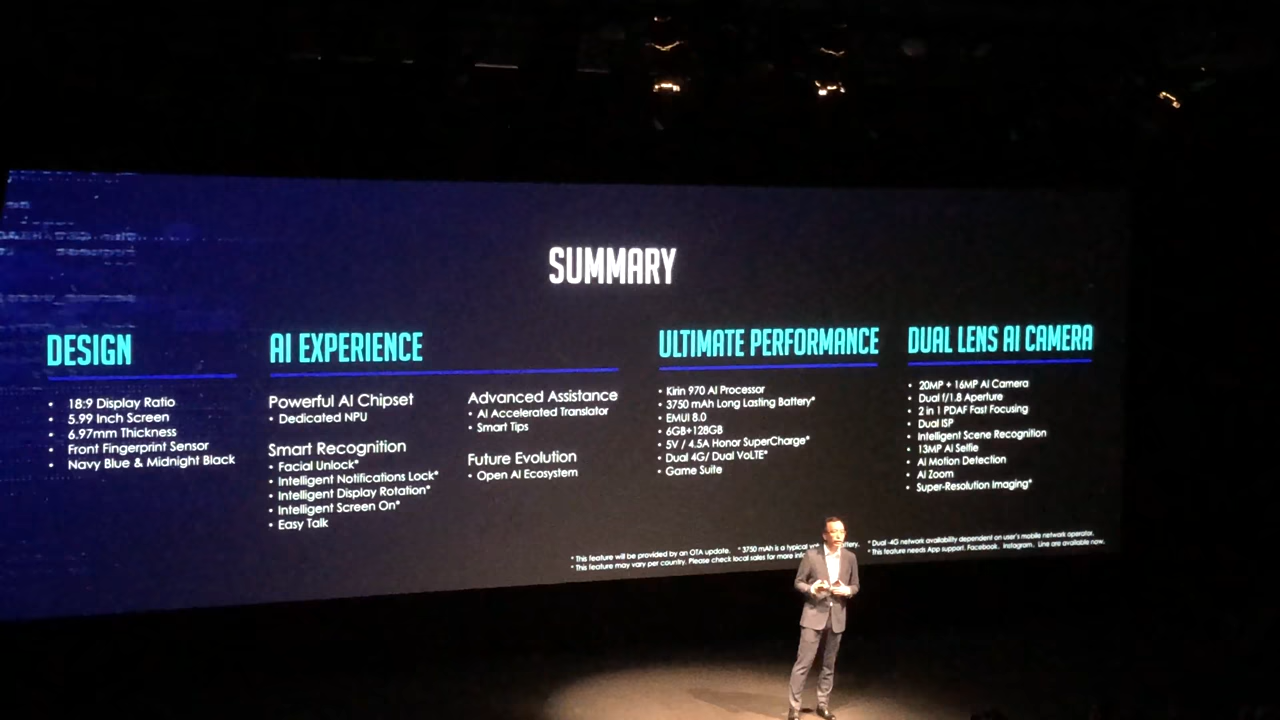 SUMMARY
DESIGN
• 18:9 Display Ratio
• 5.99 Inch Screen
• 6.97mm Thickness
• Front Fingerprint Sensor
• Navy Blue & Midnight Black
AI EXPERIENCE
Powerful AI Chipset
• Dedicated NPU
Smart Recognition
• Facial Unlock*
• Intelligent Notifications Lock*
• Intelligent Display Rotation*
• Intelligent Screen On*
• Easy Talk
Advanced Assistance
• AI Accelerated Translator
• Smart Tips
Future Evolution
• Open AI Ecosystem
ULTIMATE PERFORMANCE
• Kirin 970 AI Processor
• 3750 mAh Long Lasting Battery*
• EMUI 8.0
• 6GB+128GB
• 5V / 4.5A Honor SuperCharge*
• Dual 4G/ Dual VoLTE*
• Game Suite
DUAL LENS AI CAMERA
• 20MP + 16MP AI Camera
• Dual f/1.8 Aperture
• 2 in 1 PDAF Fast Focusing
• Dual ISP
• Intelligent Scene Recognition
• 13MP AI Selfie
• AI Motion Detection
• AI Zoom
• Super-Resolution Imaging*
* This feature will be provided by an OTA update. * 3750 mAh is a typical battery. * Dual -4G network availability dependent on user's mobile network operator.
* This feature may vary per country. Please check local sales for more * This feature needs App support. Facebook, Instagram, Line are available now.